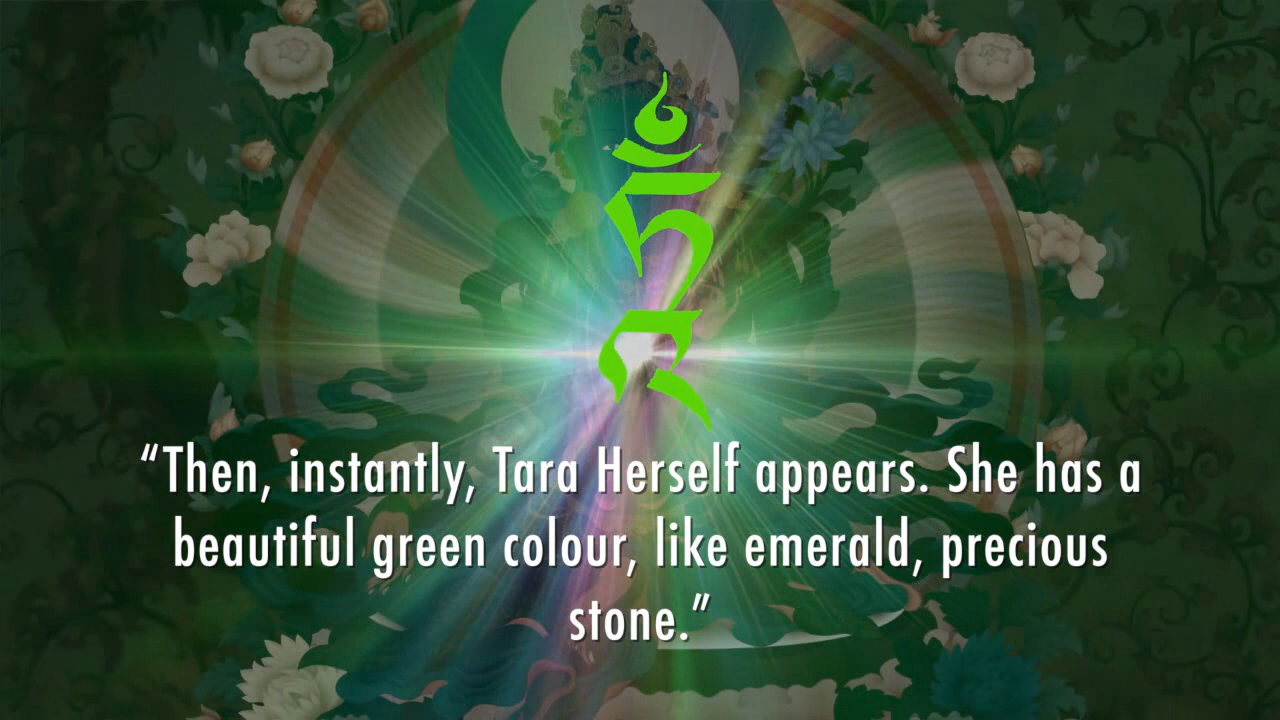 ཏཱྃ
“Then, instantly, Tara Herself appears. She has a
beautiful green colour, like emerald, precious
stone.”